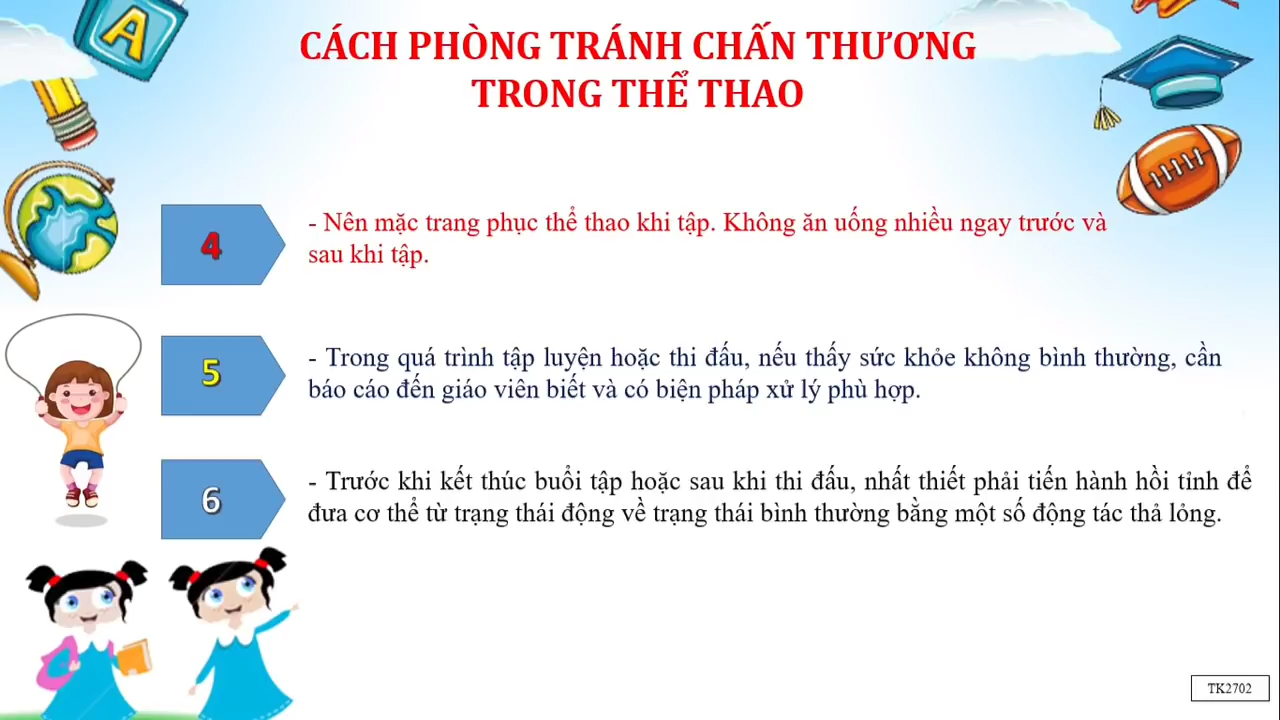 A
CÁCH PHÒNG TRÁNH CHẤN THƯƠNG
TRONG THỂ THAO
4
- Nên mặc trang phục thể thao khi tập. Không ăn uống nhiều ngay trước và
sau khi tập.
5
- Trong quá trình tập luyện hoặc thi đấu, nếu thấy sức khỏe không bình thường, cần
báo cáo đến giáo viên biết và có biện pháp xử lý phù hợp.
6
- Trước khi kết thúc buổi tập hoặc sau khi thi đấu, nhất thiết phải tiến hành hồi tỉnh để
đưa cơ thể từ trạng thái động về trạng thái bình thường bằng một số động tác thả lỏng.
TK2702